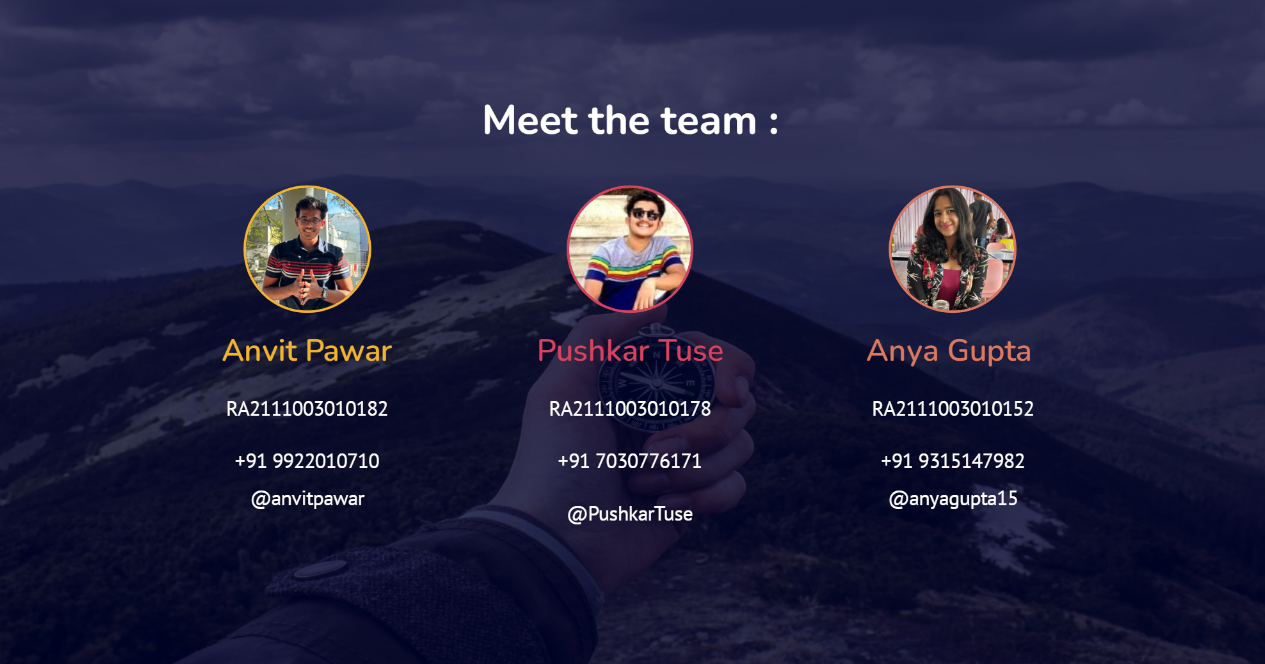 Meet the team :
Anvit Pawar
RA2111003010182
+91 9922010710
@anvitpawar
Pushkar Tuse
RA2111003010178
+91 7030776171
@PushkarTuse
Anya Gupta
RA2111003010152
+91 9315147982
@anyagupta15